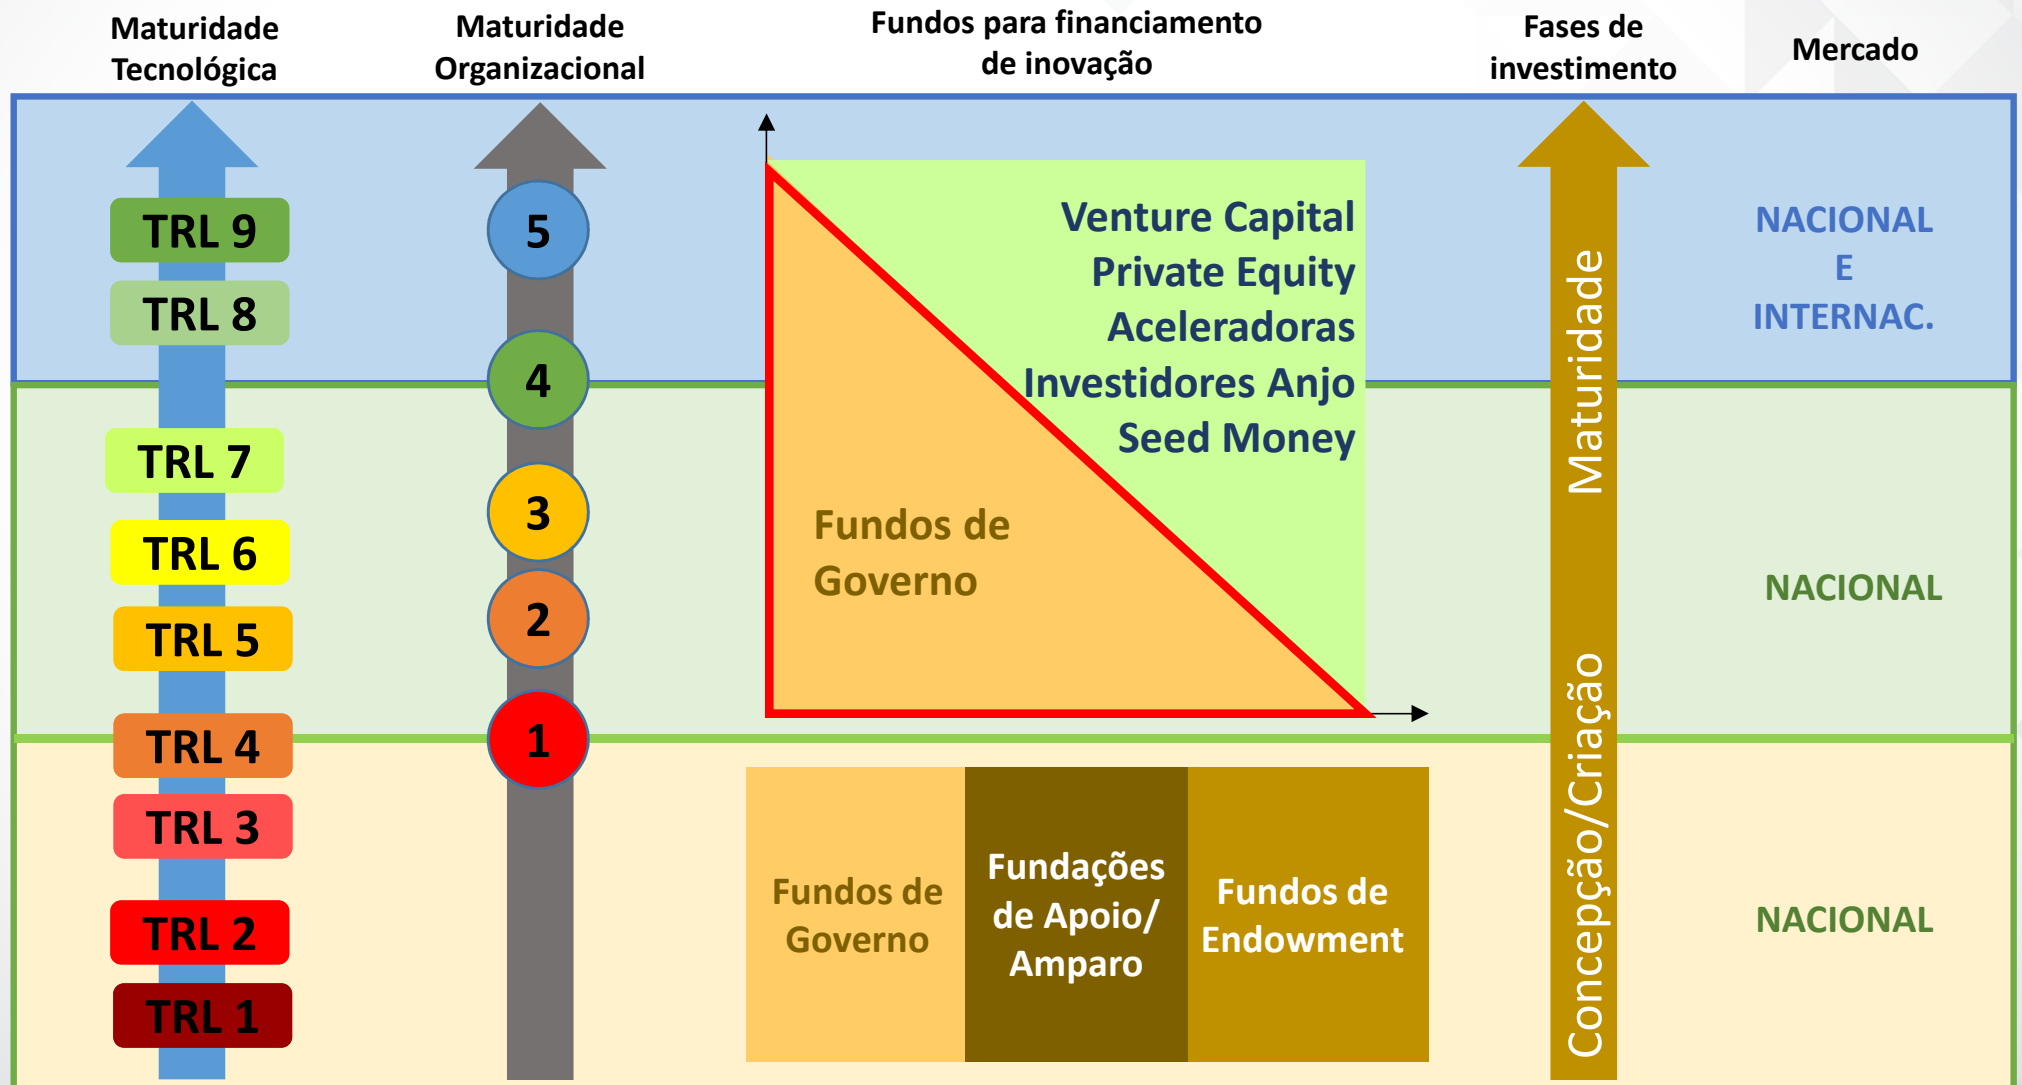 Maturidade
Tecnológica
Maturidade
Organizacional
Fundos para financiamento
de inovação
Fases de
investimento
Mercado
TRL 9
TRL 8
TRL 7
TRL 6
TRL 5
TRL 4
TRL 3
TRL 2
TRL 1
5
4
3
2
1
Venture Capital
Private Equity
Aceleradoras
Investidores Anjo
Seed Money
Fundos de
Governo
Fundos de
Governo
Fundações
de Apoio/
Amparo
Fundos de
Endowment
Maturidade
Concepção/Criação
NACIONAL
E
INTERNAC.
NACIONAL
NACIONAL